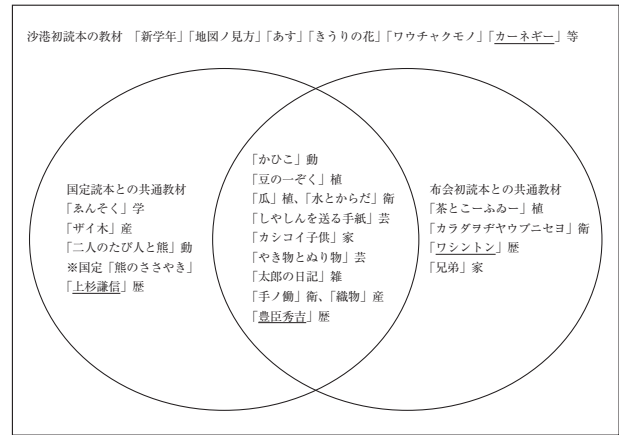 沙港初読本の教材 「新学年」「地図ノ見方」「あす」「きうりの花」「ワウチャクモノ」「カーネギー」等
国定読本との共通教材
「ゑんそく」学
「ザイ木」産
「二人のたび人と熊」動
※国定「熊のささやき」
「上杉謙信」歴
「かひこ」動
「豆の一ぞく」植
「瓜」植、「水とからだ」衛
「しやしんを送る手紙」芸
「カシコイ子供」家
「やき物とぬり物」芸
「太郎の日記」雑
「手ノ働」衛、「織物」産
「豊臣秀吉」歴
布会初読本との共通教材
「茶とこーふゐー」植
「カラダヲヂヤウブニセヨ」衛
「ワシントン」歴
「兄弟」家